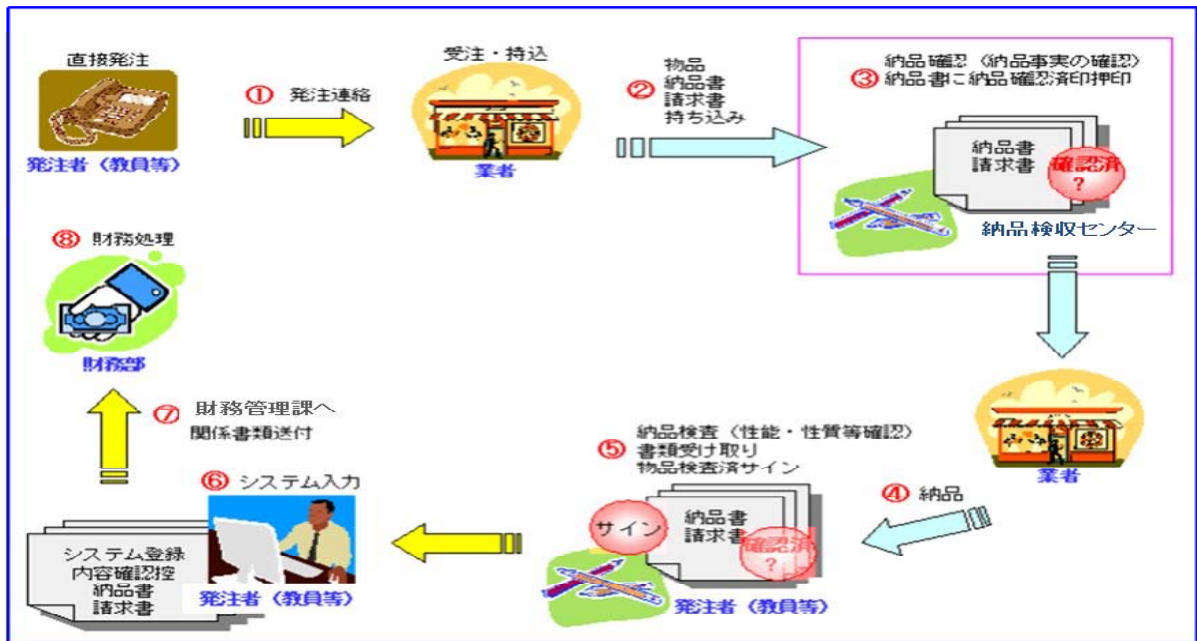 直接発注
発注者（教員等）
① 発注連絡
受注・持込
業者
② 物品
納品書
請求書
持ち込み
納品確認（納品事実の確認）
③ 納品書に納品確認済印押印
納品書
請求書
確認済
?
納品検収センター
業者
④ 納品
納品検査（性能・性質等確認）
⑤ 書類受け取り
物品検査済サイン
サイン
納品書
請求書
確認済
?
発注者（教員等）
⑥ システム入力
発注者（教員等）
システム登録
内容確認控
納品書
請求書
⑦ 財務管理課へ
関係書類送付
⑧ 財務処理
財務部